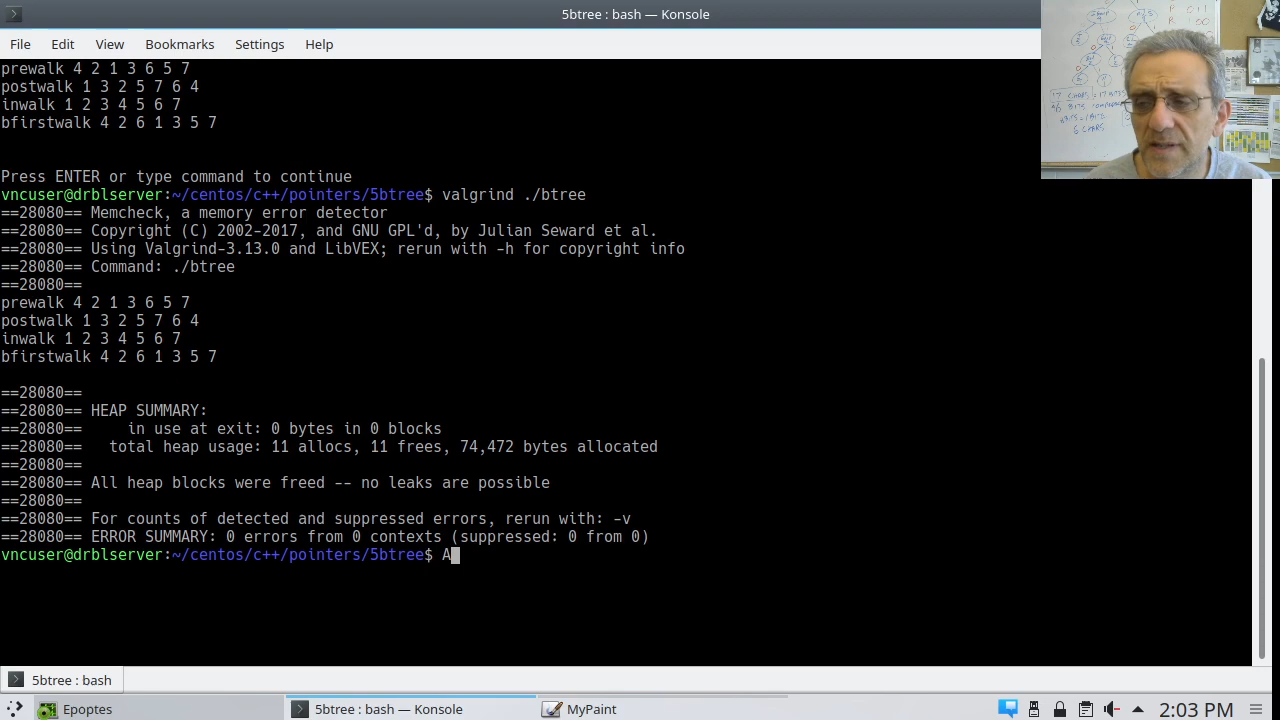 5btree : bash — Konsole
File Edit View Bookmarks Settings Help
prewalk 4 2 1 3 6 5 7
postwalk 1 3 2 5 7 6 4
inwalk 1 2 3 4 5 6 7
bfirstwalk 4 2 6 1 3 5 7
Press ENTER or type command to continue
vncuser@drblserver:~/centos/c++/pointers/5btree$ valgrind ./btree
==28080== Memcheck, a memory error detector
==28080== Copyright (C) 2002-2017, and GNU GPL'd, by Julian Seward et al.
==28080== Using Valgrind-3.13.0 and LibVEX; rerun with -h for copyright info
==28080== Command: ./btree
==28080==
prewalk 4 2 1 3 6 5 7
postwalk 1 3 2 5 7 6 4
inwalk 1 2 3 4 5 6 7
bfirstwalk 4 2 6 1 3 5 7
==28080==
==28080== HEAP SUMMARY:
==28080==     in use at exit: 0 bytes in 0 blocks
==28080==   total heap usage: 11 allocs, 11 frees, 74,472 bytes allocated
==28080==
==28080== All heap blocks were freed -- no leaks are possible
==28080==
==28080== For counts of detected and suppressed errors, rerun with: -v
==28080== ERROR SUMMARY: 0 errors from 0 contexts (suppressed: 0 from 0)
vncuser@drblserver:~/centos/c++/pointers/5btree$ A
5btree : bash
Epoptes 5btree : bash — Konsole MyPaint 2:03 PM